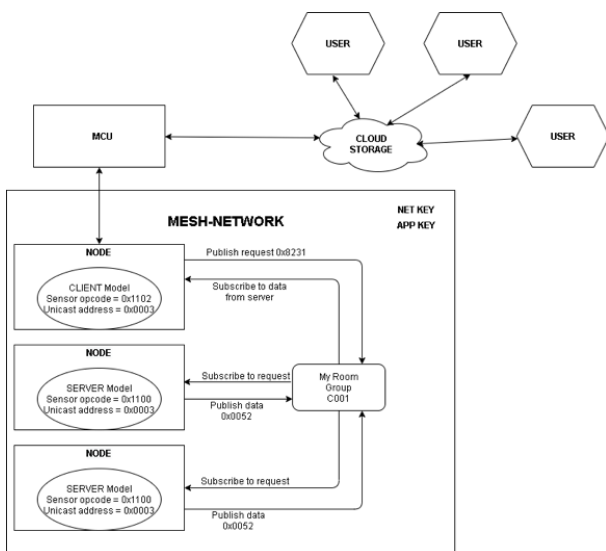 USER
USER
USER
MCU
CLOUD
STORAGE
MESH-NETWORK
NET KEY
APP KEY
NODE
CLIENT Model
Sensor opcode = 0x1102
Unicast address = 0x0003
Publish request 0x8231
Subscribe to data
from server
NODE
SERVER Model
Sensor opcode = 0x1100
Unicast address = 0x0003
Subscribe to request
Publish data
0x0052
My Room
Group
C001
NODE
SERVER Model
Sensor opcode = 0x1100
Unicast address = 0x0003
Subscribe to request
Publish data
0x0052